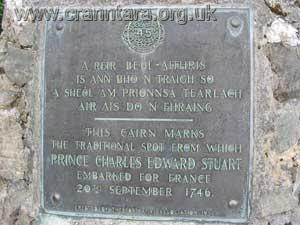 www.cranntara.org.uk
45
A REIR BEUL-AITHRIS
IS ANN BHO'N TRAIGH SO
A SHEÒL AM PRIONNSA TEARLACH
AIR AIS DO'N FHRAING
THIS CAIRN MARKS
THE TRADITIONAL SPOT FROM WHICH
PRINCE CHARLES EDWARD STUART
EMBARKED FOR FRANCE
20TH SEPTEMBER 1746.